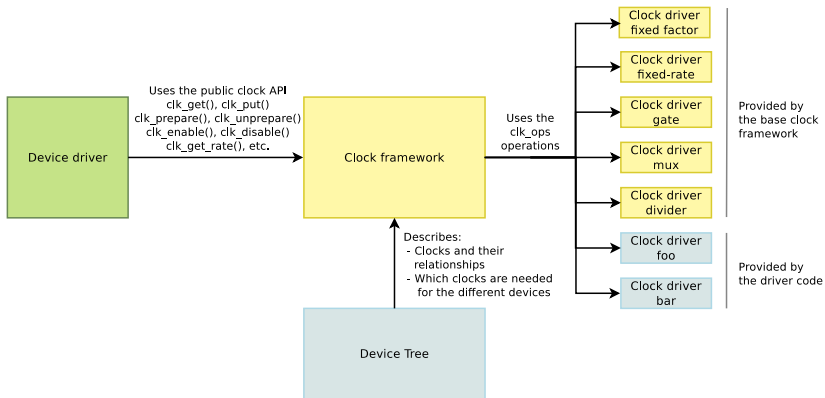 Device driver
Uses the public clock API
clk_get(), clk_put()
clk_prepare(), clk_unprepare()
clk_enable(), clk_disable()
clk_get_rate(), etc.
Clock framework
Uses the
clk_ops
operations
Clock driver
fixed factor
Clock driver
fixed-rate
Clock driver
gate
Clock driver
mux
Clock driver
divider
Provided by
the base clock
framework
Clock driver
foo
Clock driver
bar
Provided by
the driver code
Describes:
- Clocks and their
relationships
- Which clocks are needed
for the different devices
Device Tree